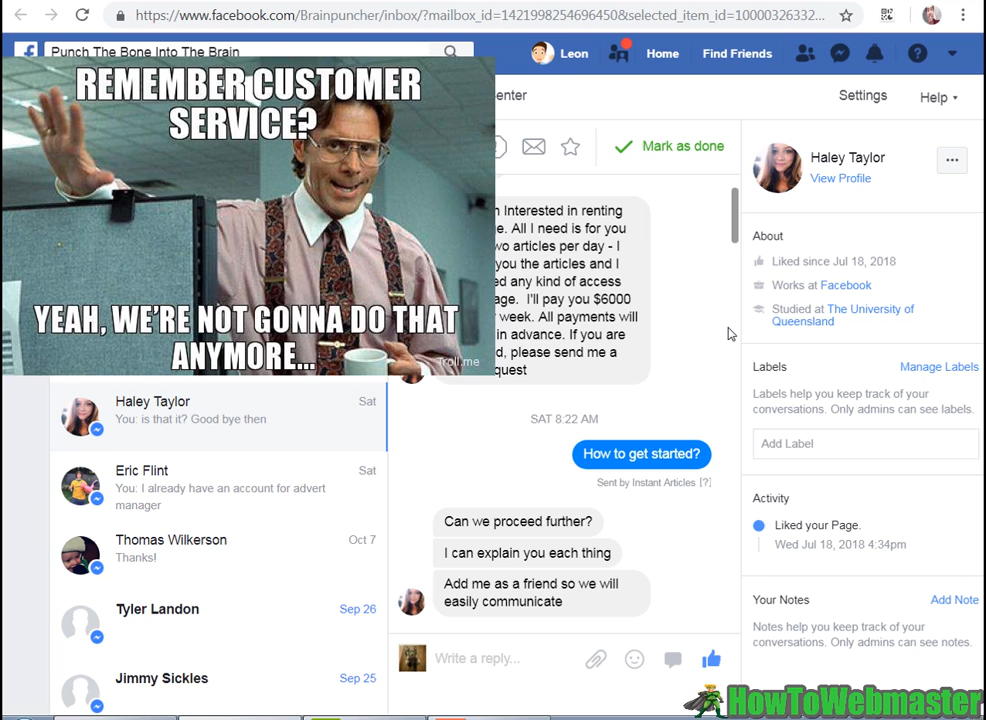 https://www.facebook.com/Brainpuncher/inbox/?mailbox_id=14219982546964508&selected_item_id=10000326332...
Punch The Bone Into The Brain
Leon
Home
Find Friends
Settings
Help
REMEMBER CUSTOMER
SERVICE?
YEAH, WE'RE NOT GONNA DO THAT
ANYMORE...
Troll.me
enter
Mark as done
Interested in renting
e. All I need is for you
wo articles per day - I
you the articles and I
ed any kind of access
age. I'll pay you $6000
week. All payments will
in advance. If you are
d, please send me a
quest
SAT 8:22 AM
How to get started?
Sent by Instant Articles [?]
Can we proceed further?
I can explain you each thing
Add me as a friend so we will
easily communicate
Write a reply...
Haley Taylor
Sat
You: is that it? Good bye then
Eric Flint
Sat
You: I already have an account for advert
manager
Thomas Wilkerson
Oct 7
Thanks!
Tyler Landon
Sep 26
Jimmy Sickles
Sep 25
Haley Taylor
View Profile
About
Liked since Jul 18, 2018
Works at Facebook
Studied at The University of
Queensland
Labels
Manage Labels
Labels help you keep track of your
conversations. Only admins can see labels.
Add Label
Activity
Liked your Page.
Wed Jul 18, 2018 4:34pm
Your Notes
Add Note
Notes help you keep track of your
conversations. Only admins can see notes.
HowToWebmaster